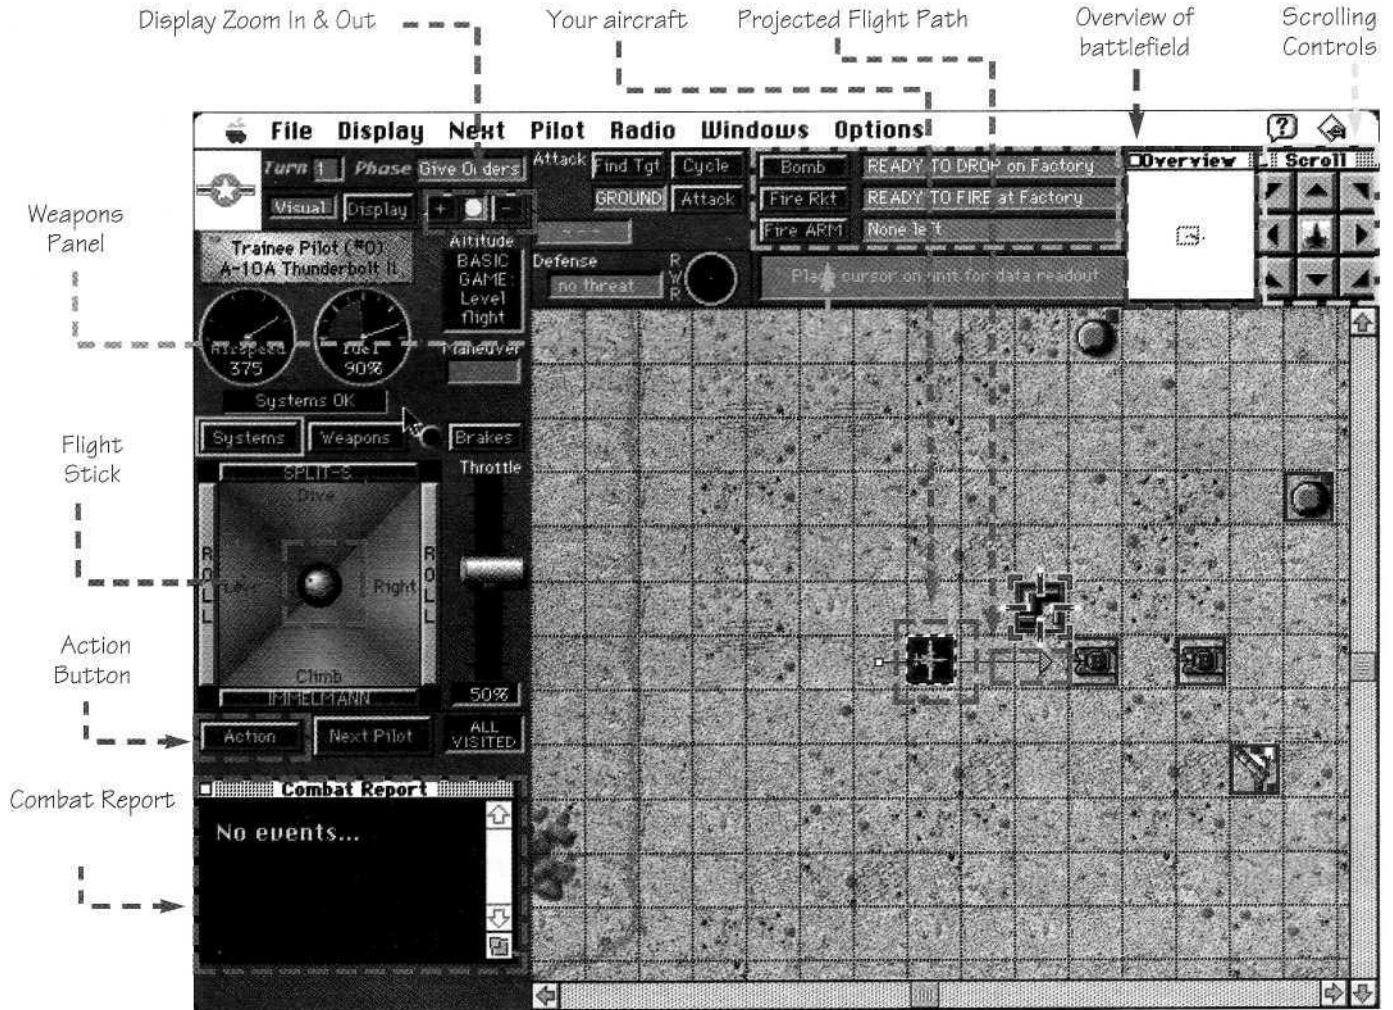 Display Zoom In & Out
Your aircraft
Projected Flight Path
Overview of
battlefield
Scrolling
Controls
File Display Next Pilot Radio Windows Options
Turn 1 Phase Give Orders
Visual Display + -
Attack Find Tgt Cycle
GROUND Attack
- - -
Bomb READY TO DROP on Factory
Fire Rkt READY TO FIRE at Factory
Fire ARM None left
Overview
Scroll
Weapons
Panel
Trainee Pilot (#0)
A-10A Thunderbolt II
Altitude
BASIC
GAME:
Level
flight
Defense
no threat
RWR
Place cursor on unit for data readout
Airspeed
375
Fuel
90%
Maneuver
Systems OK
Systems Weapons Brakes
Flight
Stick
SPLIT-S
Throttle
Dive
ROLL
Left
Right
ROLL
Climb
IMMELMANN
50%
Action
Button
Action Next Pilot ALL
VISITED
Combat Report
Combat Report
No events...